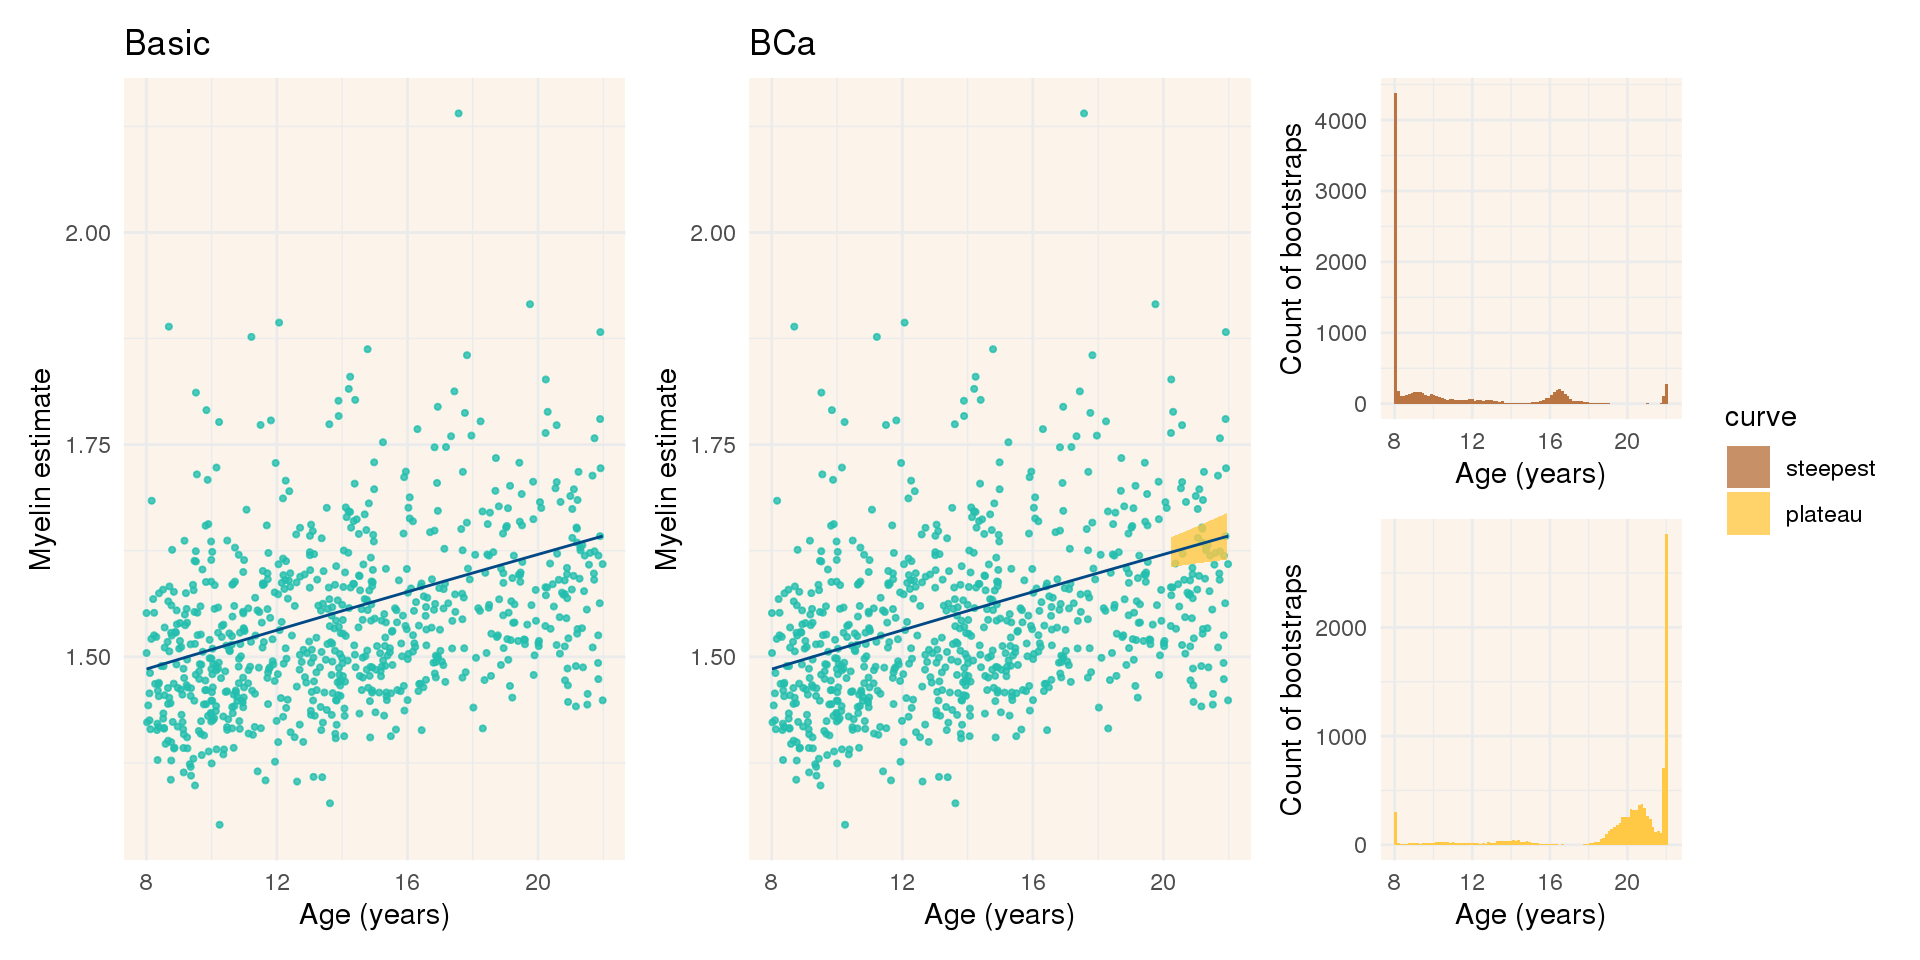 Basic
Myelin estimate
2.00
1.75
1.50
8 12 16 20
Age (years)
BCa
Myelin estimate
2.00
1.75
1.50
8 12 16 20
Age (years)
Count of bootstraps
4000
3000
2000
1000
0
8 12 16 20
Age (years)
Count of bootstraps
2000
1000
0
8 12 16 20
Age (years)
curve
steepest
plateau